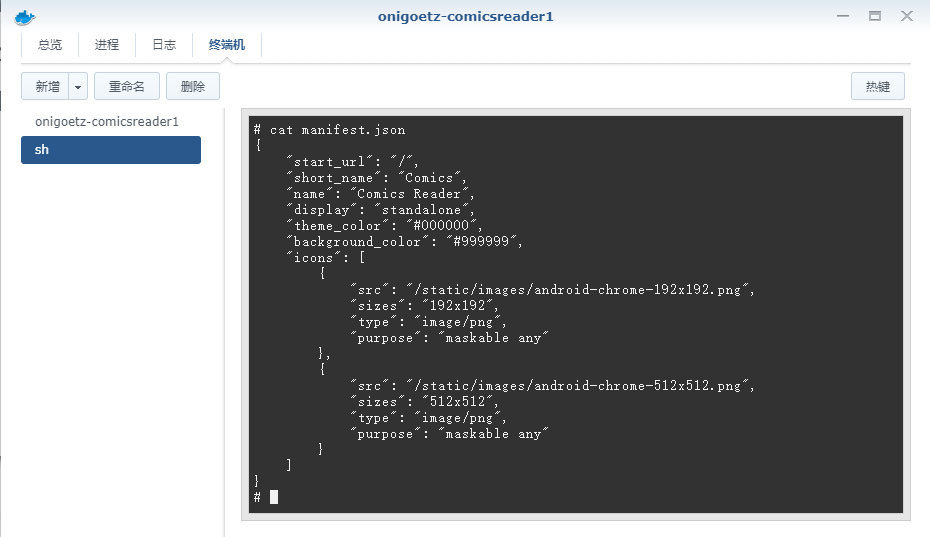 onigoetz-comicsreader1
总览 进程 日志 终端机
新增 重命名 删除 热键
onigoetz-comicsreader1
sh
# cat manifest.json
{
    "start_url": "/",
    "short_name": "Comics",
    "name": "Comics Reader",
    "display": "standalone",
    "theme_color": "#000000",
    "background_color": "#999999",
    "icons": [
        {
            "src": "/static/images/android-chrome-192x192.png",
            "sizes": "192x192",
            "type": "image/png",
            "purpose": "maskable any"
        },
        {
            "src": "/static/images/android-chrome-512x512.png",
            "sizes": "512x512",
            "type": "image/png",
            "purpose": "maskable any"
        }
    ]
}
#